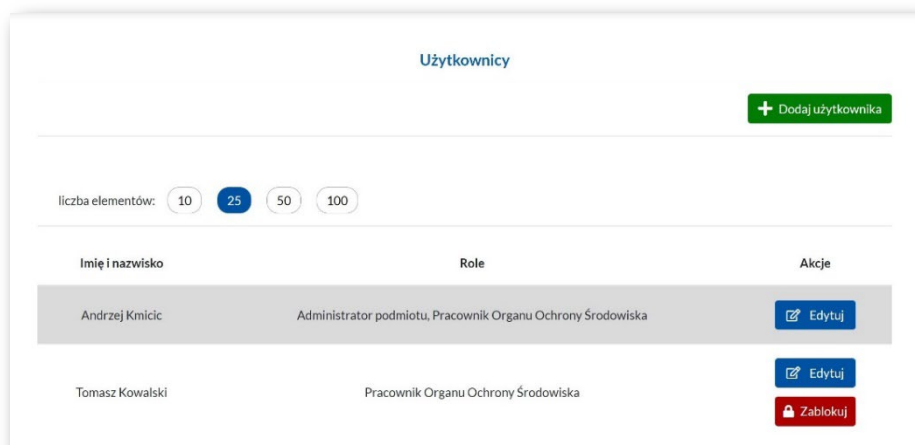 Użytkownicy
Dodaj użytkownika
liczba elementów: 10 25 50 100
Imię i nazwisko Role Akcje
Andrzej Kmicic Administrator podmiotu, Pracownik Organu Ochrony Środowiska Edytuj
Edytuj
Tomasz Kowalski Pracownik Organu Ochrony Środowiska
Zablokuj